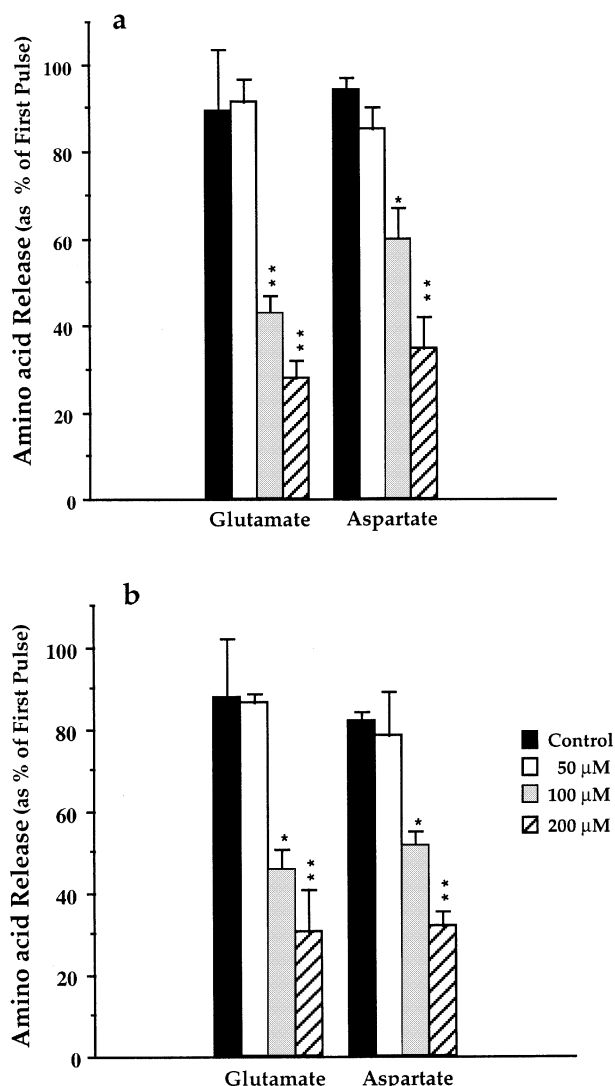 a
Amino acid Release (as % of First Pulse)
100
80
60
40
20
0
**
**
*
**
Glutamate Aspartate
b
Amino acid Release (as % of First Pulse)
100
80
60
40
20
0
*
**
*
**
Control
50 µM
100 µM
200 µM
Glutamate Aspartate